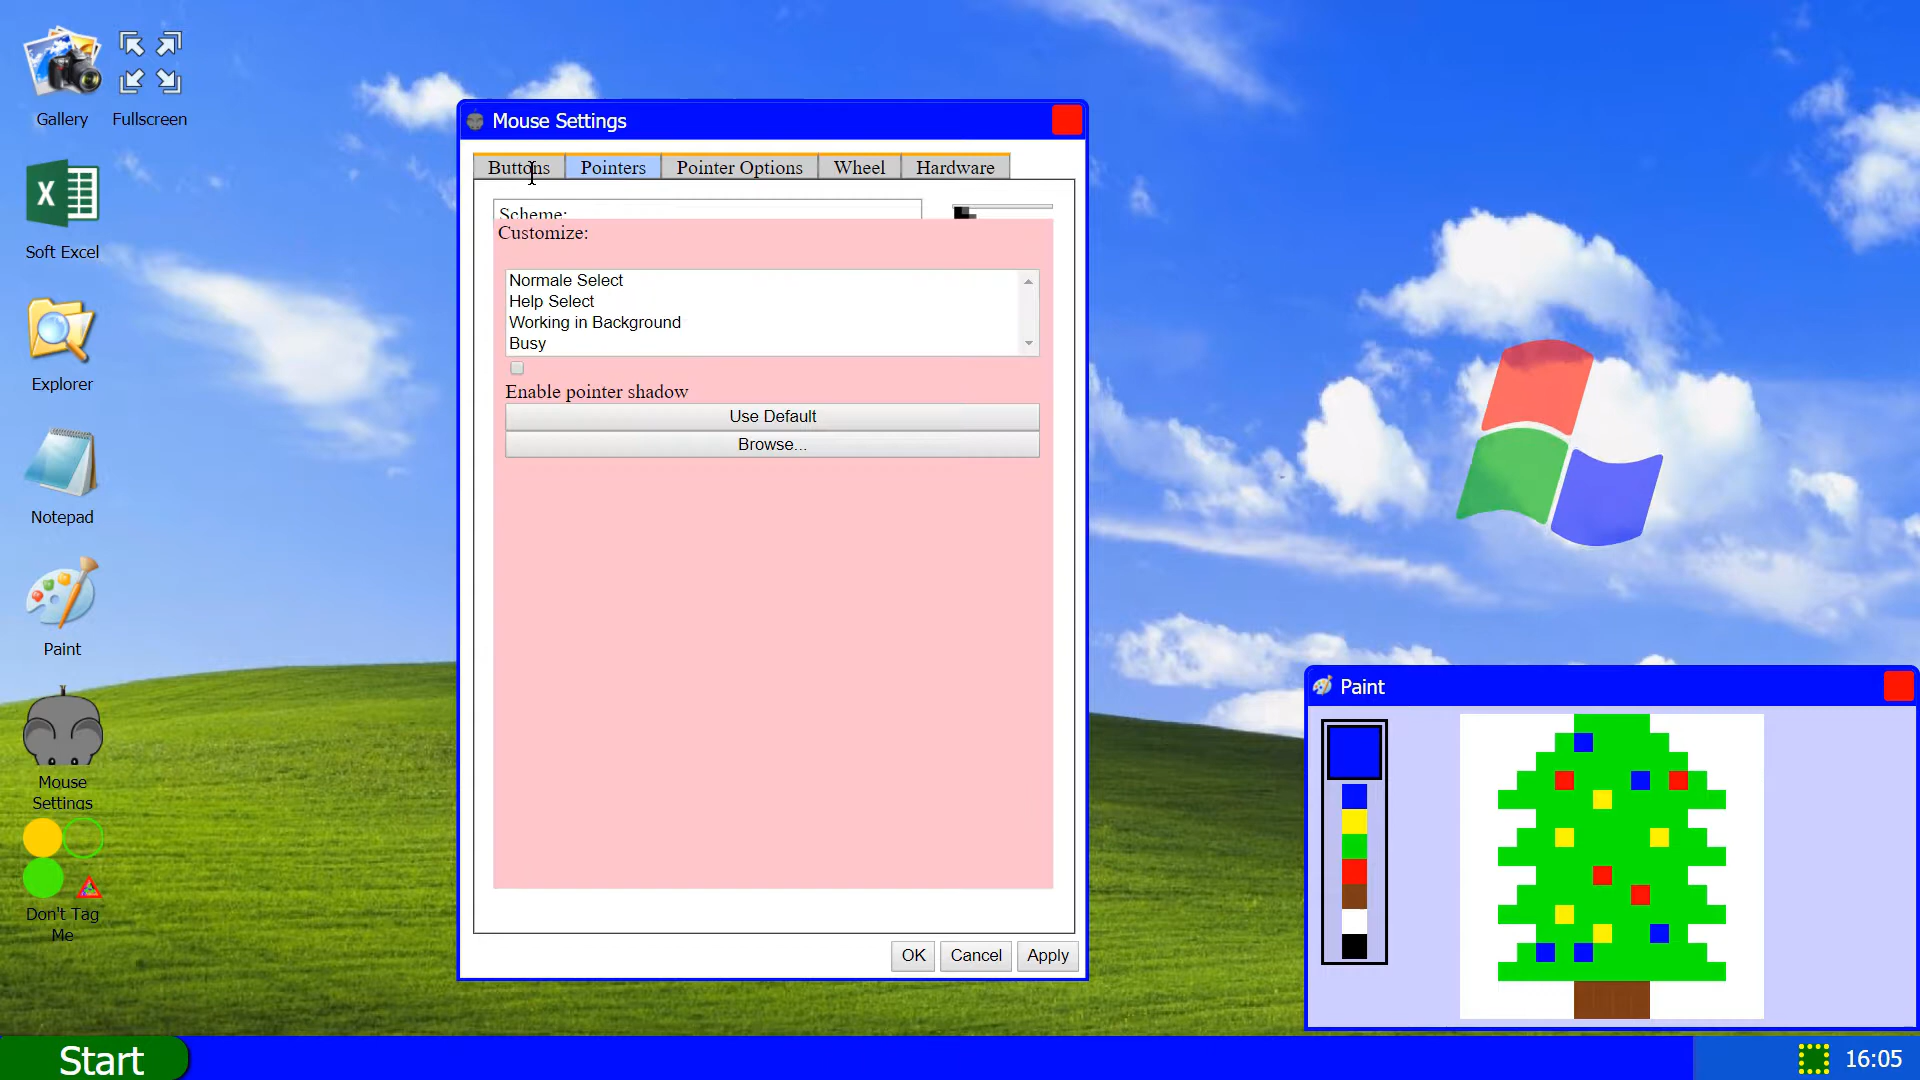 Gallery
Fullscreen
Soft Excel
Explorer
Notepad
Paint
Mouse
Settings
Don't Tag
Me
Mouse Settings
Buttons
Pointers
Pointer Options
Wheel
Hardware
Scheme:
Customize:
Normale Select
Help Select
Working in Background
Busy
Enable pointer shadow
Use Default
Browse...
OK
Cancel
Apply
Paint
Start
16:05